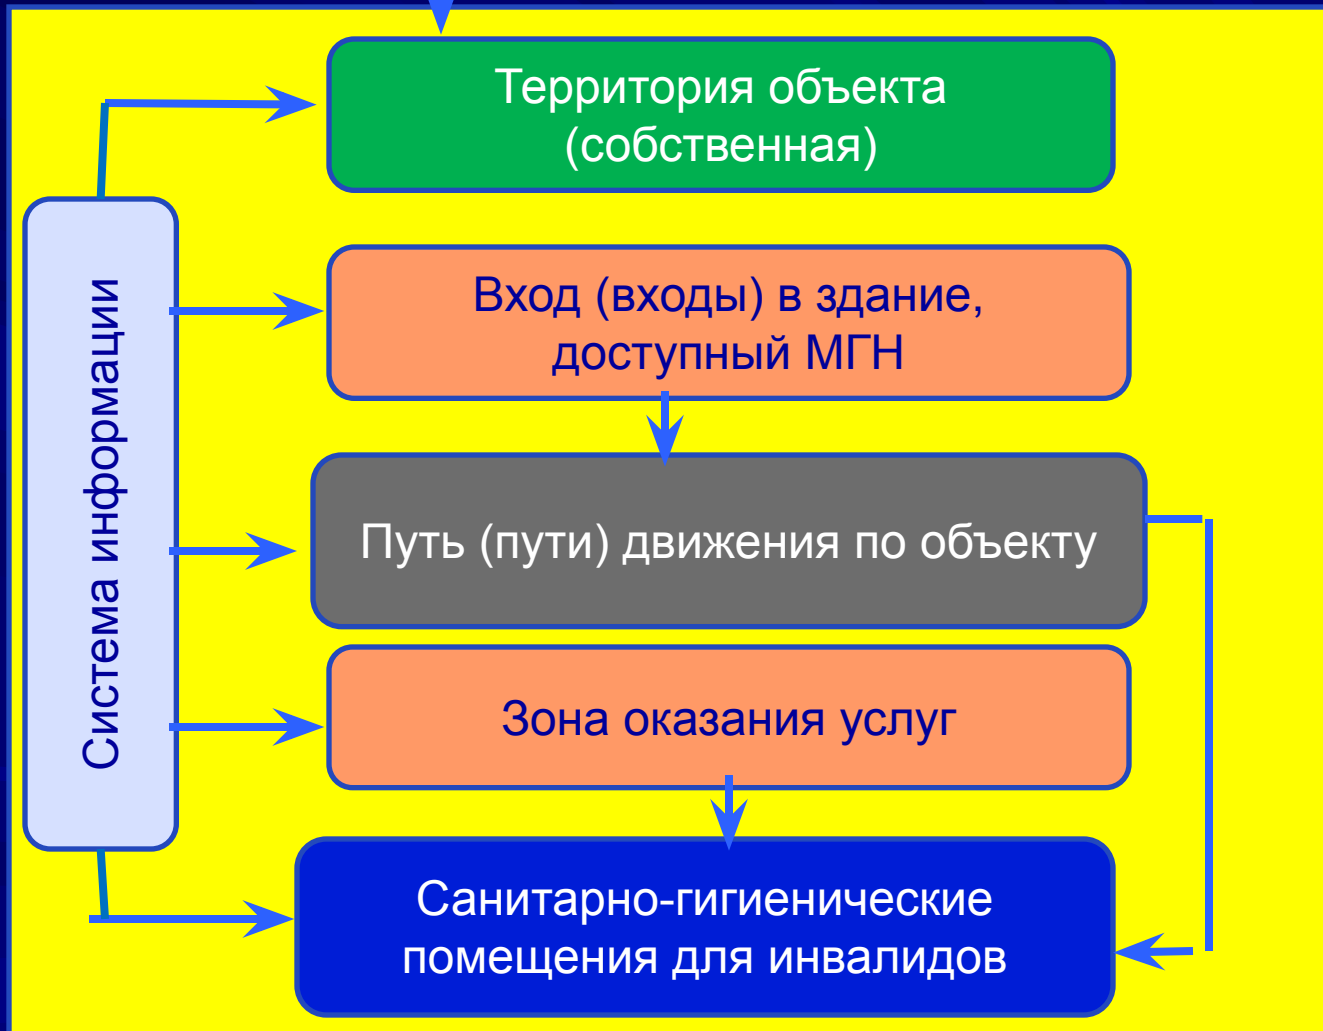 Территория объекта
(собственная)
Система информации
Вход (входы) в здание,
доступный МГН
Путь (пути) движения по объекту
Зона оказания услуг
Санитарно-гигиенические
помещения для инвалидов